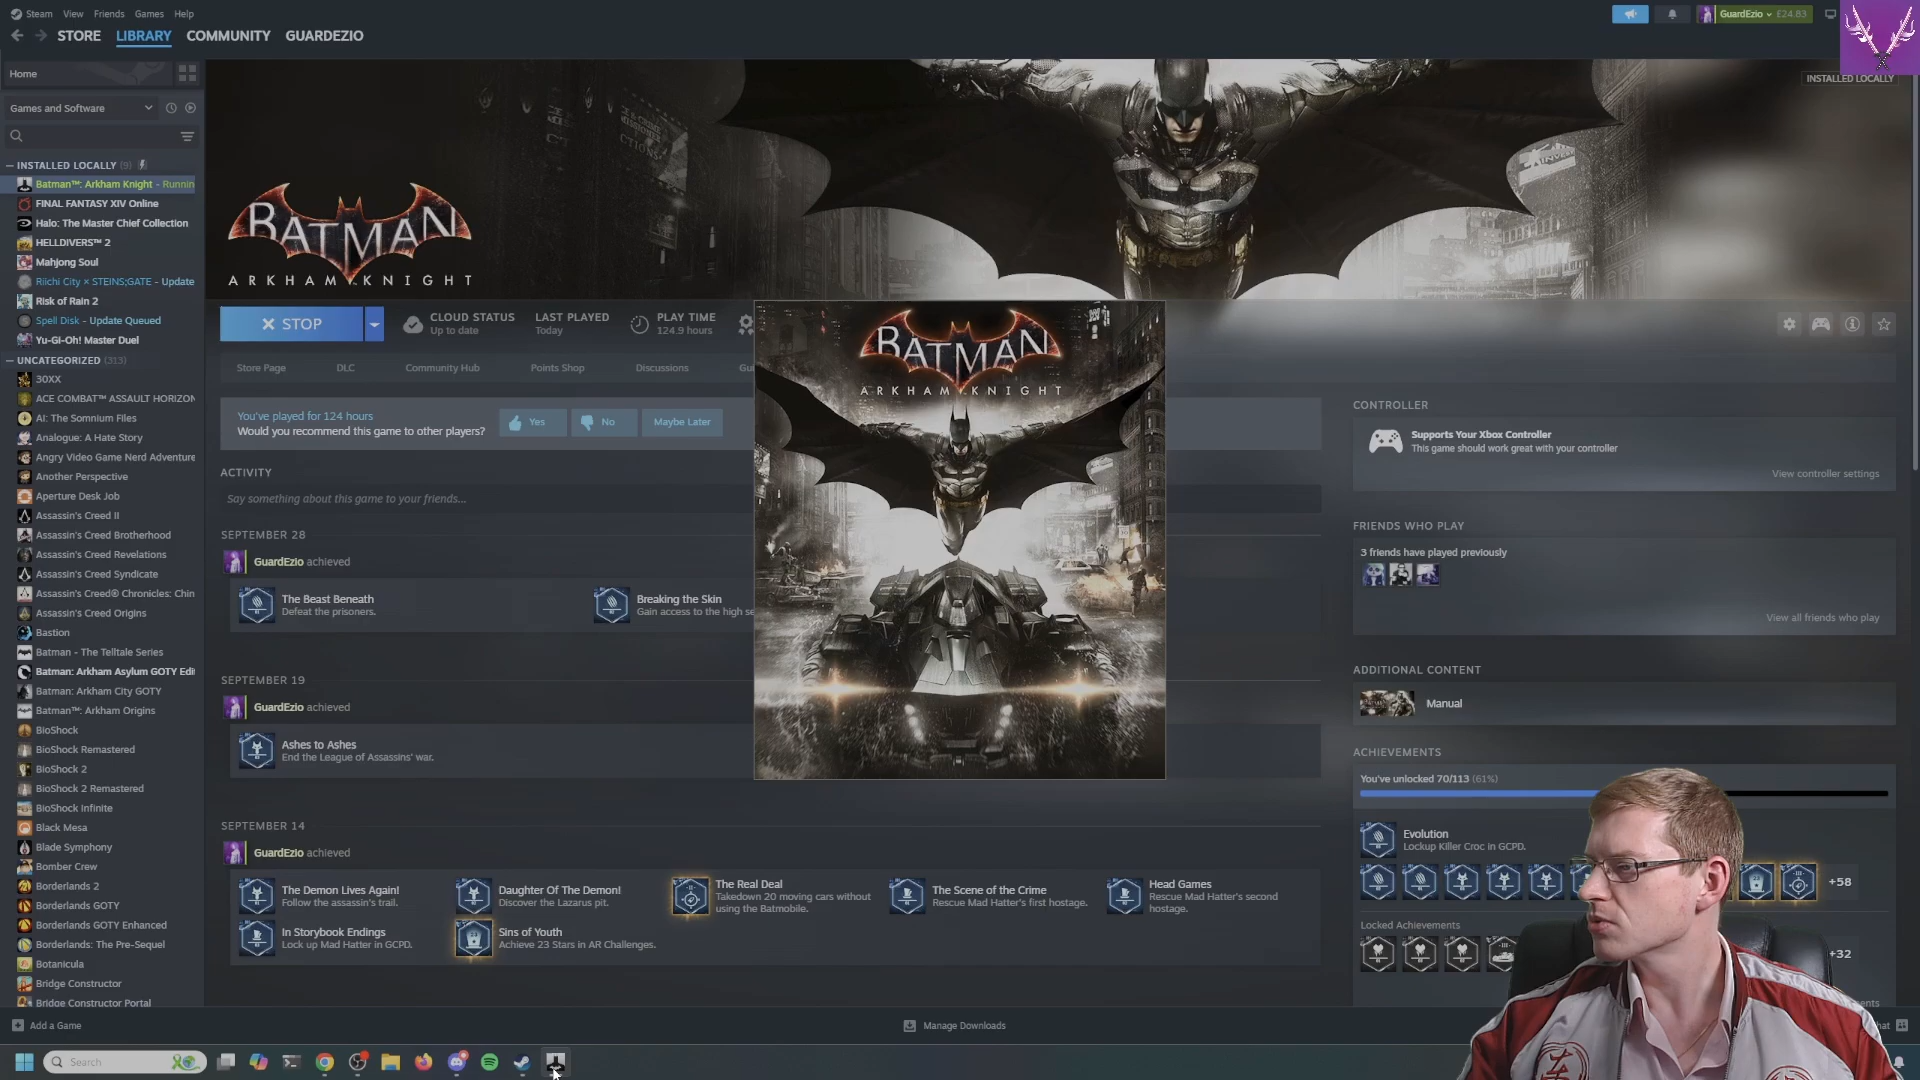 Steam View Friends Games Help
GuardEzio £24.83
STORE LIBRARY COMMUNITY GUARDEZIO
Home
INSTALLED LOCALLY
Games and Software
INSTALLED LOCALLY (9)
Batman™: Arkham Knight - Runnin
FINAL FANTASY XIV Online
Halo: The Master Chief Collection
HELLDIVERS™ 2
Mahjong Soul
Riichi City × STEINS;GATE - Update
Risk of Rain 2
Spell Disk - Update Queued
Yu-Gi-Oh! Master Duel
UNCATEGORIZED (313)
30XX
ACE COMBAT™ ASSAULT HORIZON
AI: The Somnium Files
Analogue: A Hate Story
Angry Video Game Nerd Adventure
Another Perspective
Aperture Desk Job
Assassin's Creed II
Assassin's Creed Brotherhood
Assassin's Creed Revelations
Assassin's Creed Syndicate
Assassin's Creed® Chronicles: Chin
Assassin's Creed Origins
Bastion
Batman - The Telltale Series
Batman: Arkham Asylum GOTY Edi
Batman: Arkham City GOTY
Batman™: Arkham Origins
BioShock
BioShock Remastered
BioShock 2
BioShock 2 Remastered
BioShock Infinite
Black Mesa
Blade Symphony
Bomber Crew
Borderlands 2
Borderlands GOTY
Borderlands GOTY Enhanced
Borderlands: The Pre-Sequel
Botanicula
Bridge Constructor
Bridge Constructor Portal
BATMAN
ARKHAM KNIGHT
STOP
CLOUD STATUS
Up to date
LAST PLAYED
Today
PLAY TIME
124.9 hours
Store Page DLC Community Hub Points Shop Discussions Gui
You've played for 124 hours
Would you recommend this game to other players?
Yes No Maybe Later
ACTIVITY
Say something about this game to your friends...
SEPTEMBER 28
GuardEzio achieved
The Beast Beneath
Defeat the prisoners.
Breaking the Skin
Gain access to the high se
SEPTEMBER 19
GuardEzio achieved
Ashes to Ashes
End the League of Assassins' war.
SEPTEMBER 14
GuardEzio achieved
The Demon Lives Again!
Follow the assassin's trail.
Daughter Of The Demon!
Discover the Lazarus pit.
The Real Deal
Takedown 20 moving cars without
using the Batmobile.
The Scene of the Crime
Rescue Mad Hatter's first hostage.
Head Games
Rescue Mad Hatter's second
hostage.
In Storybook Endings
Lock up Mad Hatter in GCPD.
Sins of Youth
Achieve 23 Stars in AR Challenges.
BATMAN
ARKHAM KNIGHT
CONTROLLER
Supports Your Xbox Controller
This game should work great with your controller
View controller settings
FRIENDS WHO PLAY
3 friends have played previously
View all friends who play
ADDITIONAL CONTENT
Manual
ACHIEVEMENTS
You've unlocked 70/113 (61%)
Evolution
Lockup Killer Croc in GCPD.
+58
Locked Achievements
+32
Add a Game
Manage Downloads
Search